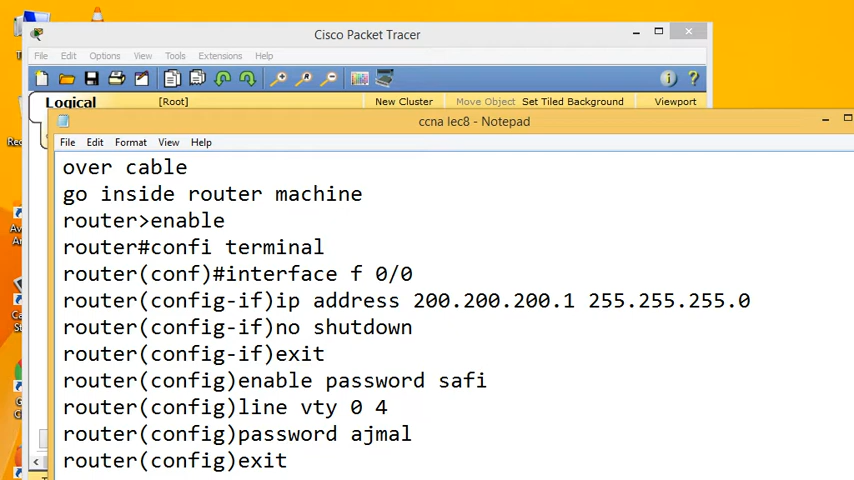 Cisco Packet Tracer
File Edit Options View Tools Extensions Help
Logical [Root] New Cluster Move Object Set Tiled Background Viewport
ccna lec8 - Notepad
File Edit Format View Help
over cable
go inside router machine
router>enable
router#confi terminal
router(conf)#interface f 0/0
router(config-if)ip address 200.200.200.1 255.255.255.0
router(config-if)no shutdown
router(config-if)exit
router(config)enable password safi
router(config)line vty 0 4
router(config)password ajmal
router(config)exit